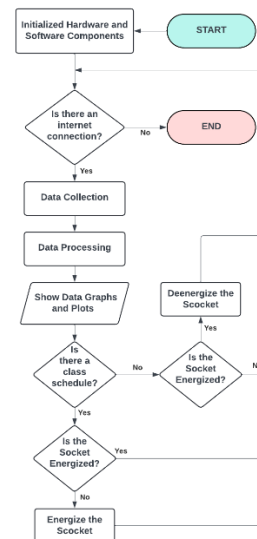 Initialized Hardware and
Software Components
START
Is there an
internet
connection?
No
END
Yes
Data Collection
Data Processing
Show Data Graphs
and Plots
Deenergize the
Scocket
Yes
Is
there a
class
schedule?
No
Is the
Socket
Energized?
Yes
Is the
Socket
Energized?
Yes
No
Energize the
Scocket